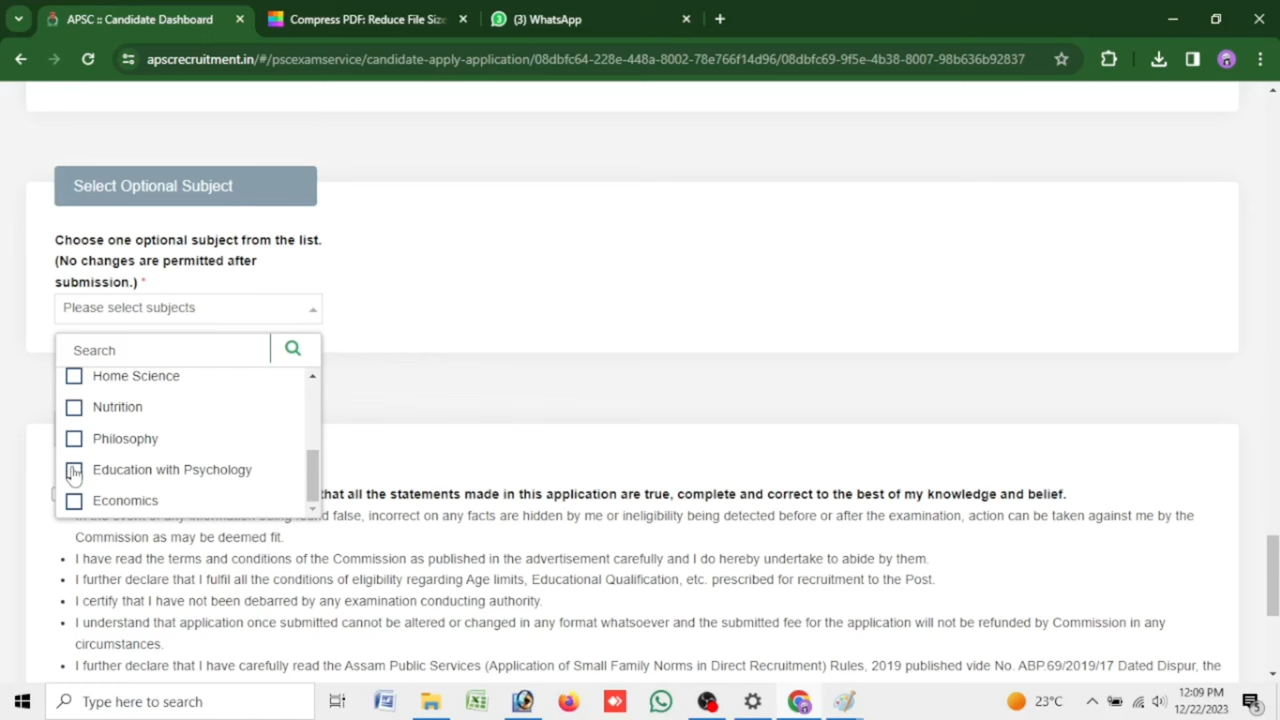 APSC :: Candidate Dashboard
Compress PDF: Reduce File Size
(3) WhatsApp
apscrecruitment.in/#/pscexamservice/candidate-apply-application/08dbfc64-228e-448a-8002-78e766f14d96/08dbfc69-9f5e-4b38-8007-98b636b92837
Select Optional Subject
Choose one optional subject from the list.
(No changes are permitted after
submission.) *
Please select subjects
Search
Home Science
Nutrition
Philosophy
Education with Psychology
Economics
that all the statements made in this application are true, complete and correct to the best of my knowledge and belief.
In the event of any information being found false, incorrect on any facts are hidden by me or ineligibility being detected before or after the examination, action can be taken against me by the
Commission as may be deemed fit.
I have read the terms and conditions of the Commission as published in the advertisement carefully and I do hereby undertake to abide by them.
I further declare that I fulfil all the conditions of eligibility regarding Age limits, Educational Qualification, etc. prescribed for recruitment to the Post.
I certify that I have not been debarred by any examination conducting authority.
I understand that application once submitted cannot be altered or changed in any format whatsoever and the submitted fee for the application will not be refunded by Commission in any
circumstances.
I further declare that I have carefully read the Assam Public Services (Application of Small Family Norms in Direct Recruitment) Rules, 2019 published vide No. ABP.69/2019/17 Dated Dispur, the
Type here to search
23°C
12:09 PM
12/22/2023
5